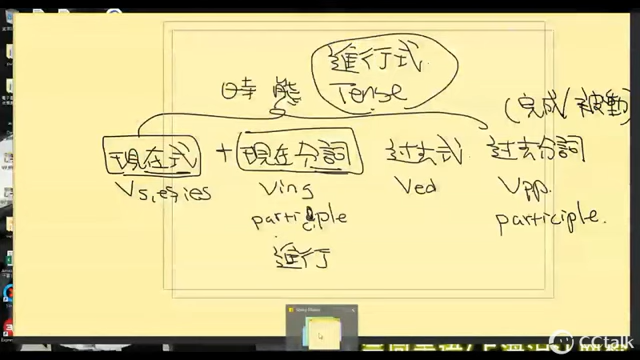 進行式
時態 Tense
(完成/被動)
現在式 + 現在分詞 過去式 過去分詞
Vs,es,ies Ving Ved Vpp.
participle participle.
進行
CCtalk